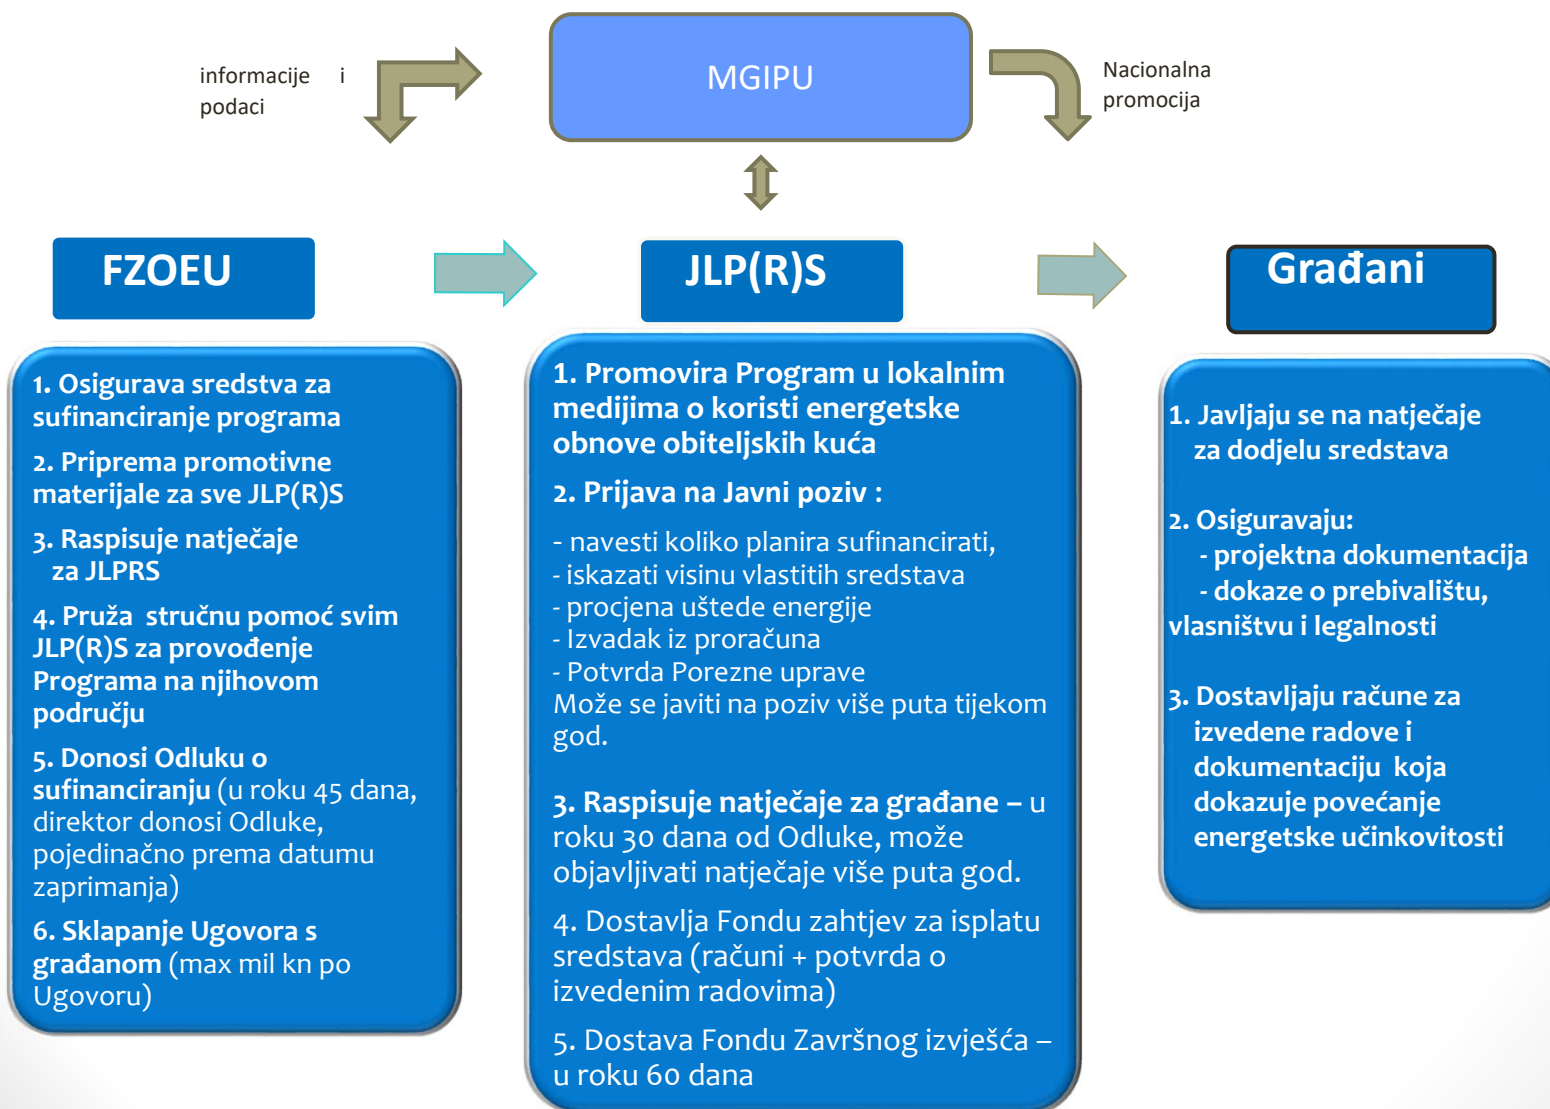 informacije i
podaci
MGIPU
Nacionalna
promocija
FZOEU
JLP(R)S
Građani
1. Osigurava sredstva za
sufinanciranje programa
2. Priprema promotivne
materijale za sve JLP(R)S
3. Raspisuje natječaje
za JLPRS
4. Pruža stručnu pomoć svim
JLP(R)S za provođenje
Programa na njihovom
području
5. Donosi Odluku o
sufinanciranju (u roku 45 dana,
direktor donosi Odluke,
pojedinačno prema datumu
zaprimanja)
6. Sklapanje Ugovora s
građanom (max mil kn po
Ugovoru)
1. Promovira Program u lokalnim
medijima o koristi energetske
obnove obiteljskih kuća
2. Prijava na Javni poziv :
- navesti koliko planira sufinancirati,
- iskazati visinu vlastitih sredstava
- procjena uštede energije
- Izvadak iz proračuna
- Potvrda Porezne uprave
Može se javiti na poziv više puta tijekom
god.
3. Raspisuje natječaje za građane – u
roku 30 dana od Odluke, može
objavljivati natječaje više puta god.
4. Dostavlja Fondu zahtjev za isplatu
sredstava (računi + potvrda o
izvedenim radovima)
5. Dostava Fondu Završnog izvješća –
u roku 60 dana
1. Javljaju se na natječaje
za dodjelu sredstava
2. Osiguravaju:
- projektna dokumentacija
- dokaze o prebivalištu,
vlasništvu i legalnosti
3. Dostavljaju račune za
izvedene radove i
dokumentaciju koja
dokazuje povećanje
energetske učinkovitosti